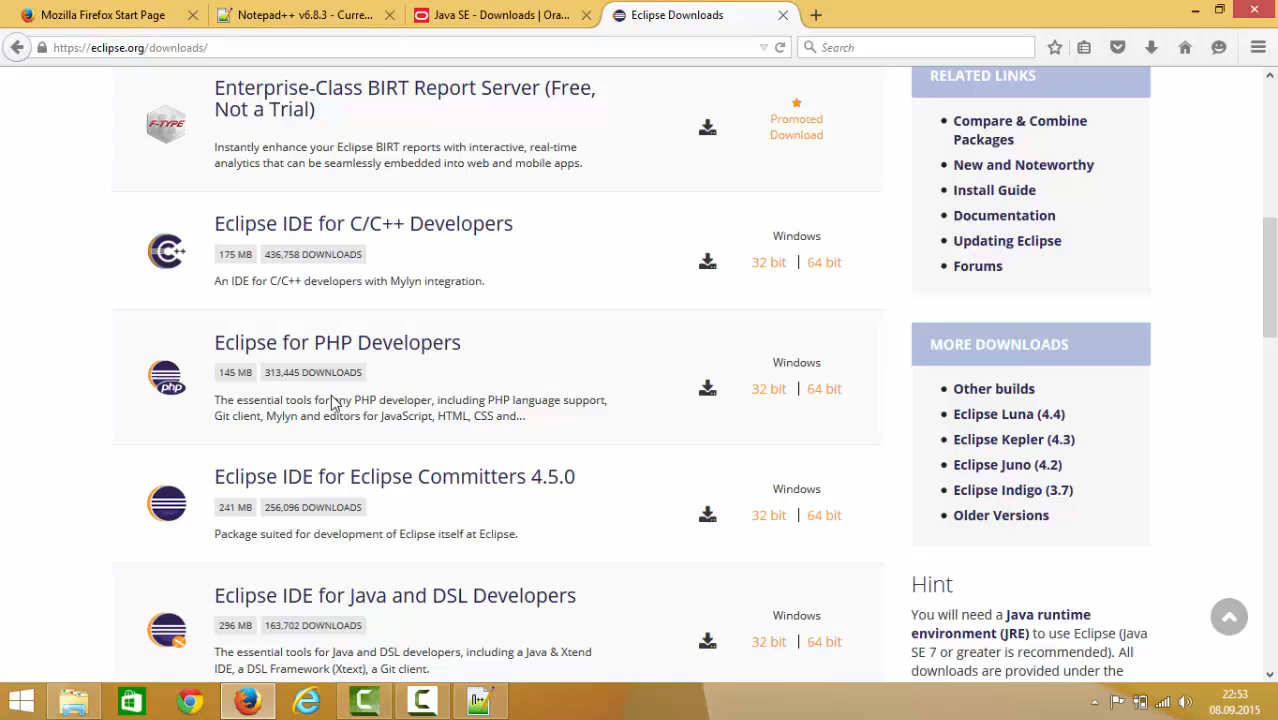 Mozilla Firefox Start Page
Notepad++ v6.8.3 - Curre...
Java SE - Downloads | Ora...
Eclipse Downloads
https://eclipse.org/downloads/
Search
Enterprise-Class BIRT Report Server (Free,
Not a Trial)
F-TYPE
Promoted
Download
Instantly enhance your Eclipse BIRT reports with interactive, real-time
analytics that can be seamlessly embedded into web and mobile apps.
Eclipse IDE for C/C++ Developers
175 MB 436,758 DOWNLOADS
An IDE for C/C++ developers with Mylyn integration.
Windows
32 bit | 64 bit
Eclipse for PHP Developers
145 MB 313,445 DOWNLOADS
php
The essential tools for any PHP developer, including PHP language support,
Git client, Mylyn and editors for JavaScript, HTML, CSS and...
Windows
32 bit | 64 bit
Eclipse IDE for Eclipse Committers 4.5.0
241 MB 256,096 DOWNLOADS
Package suited for development of Eclipse itself at Eclipse.
Windows
32 bit | 64 bit
Eclipse IDE for Java and DSL Developers
296 MB 163,702 DOWNLOADS
The essential tools for Java and DSL developers, including a Java & Xtend
IDE, a DSL Framework (Xtext), a Git client.
Windows
32 bit | 64 bit
RELATED LINKS
Compare & Combine
Packages
New and Noteworthy
Install Guide
Documentation
Updating Eclipse
Forums
MORE DOWNLOADS
Other builds
Eclipse Luna (4.4)
Eclipse Kepler (4.3)
Eclipse Juno (4.2)
Eclipse Indigo (3.7)
Older Versions
Hint
You will need a Java runtime
environment (JRE) to use Eclipse (Java
SE 7 or greater is recommended). All
downloads are provided under the
22:53
08.09.2015